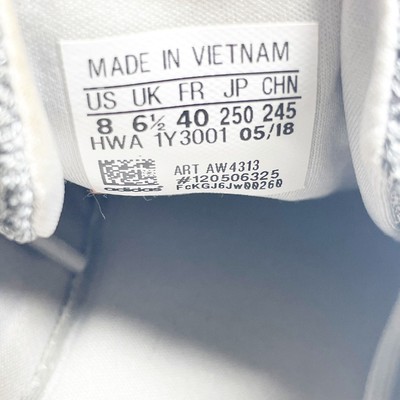 MADE IN VIETNAM
US UK FR JP CHN
8 6½ 40 250 245
HWA 1Y3001 05/18
ART AW4313
#120506325
adidas FcKGJ6Jw00260